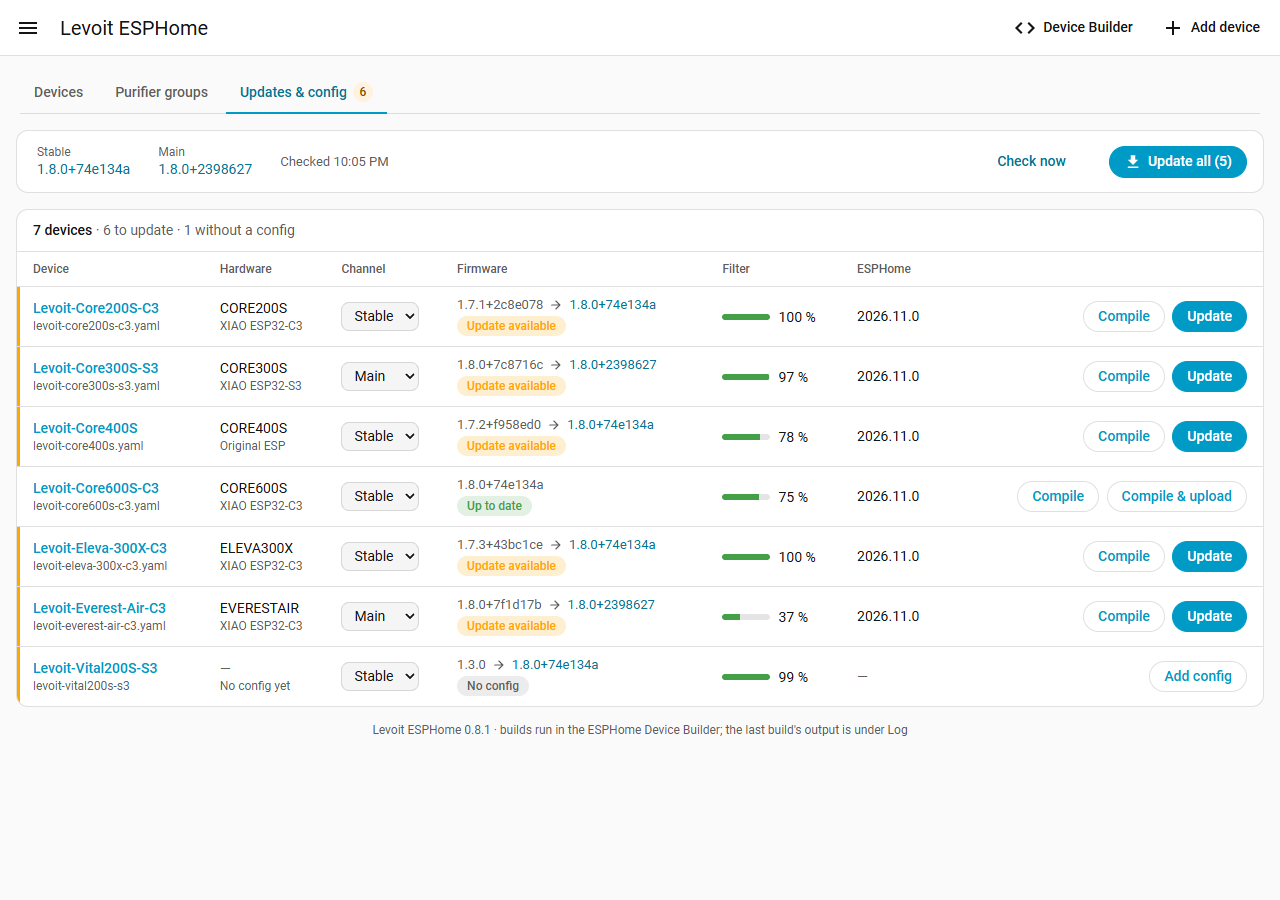 Levoit ESPHome
Device Builder
Add device
Devices
Purifier groups
Updates & config 6
Stable
1.8.0+74e134a
Main
1.8.0+2398627
Checked 10:05 PM
Check now
Update all (5)
7 devices · 6 to update · 1 without a config
Device Hardware Channel Firmware Filter ESPHome
Levoit-Core200S-C3
levoit-core200s-c3.yaml
CORE200S
XIAO ESP32-C3
Stable
1.7.1+2c8e078 → 1.8.0+74e134a
Update available
100 %
2026.11.0
Compile
Update
Levoit-Core300S-S3
levoit-core300s-s3.yaml
CORE300S
XIAO ESP32-S3
Main
1.8.0+7c8716c → 1.8.0+2398627
Update available
97 %
2026.11.0
Compile
Update
Levoit-Core400S
levoit-core400s.yaml
CORE400S
Original ESP
Stable
1.7.2+f958ed0 → 1.8.0+74e134a
Update available
78 %
2026.11.0
Compile
Update
Levoit-Core600S-C3
levoit-core600s-c3.yaml
CORE600S
XIAO ESP32-C3
Stable
1.8.0+74e134a
Up to date
75 %
2026.11.0
Compile
Compile & upload
Levoit-Eleva-300X-C3
levoit-eleva-300x-c3.yaml
ELEVA300X
XIAO ESP32-C3
Stable
1.7.3+43bc1ce → 1.8.0+74e134a
Update available
100 %
2026.11.0
Compile
Update
Levoit-Everest-Air-C3
levoit-everest-air-c3.yaml
EVERESTAIR
XIAO ESP32-C3
Main
1.8.0+7f1d17b → 1.8.0+2398627
Update available
37 %
2026.11.0
Compile
Update
Levoit-Vital200S-S3
levoit-vital200s-s3
—
No config yet
Stable
1.3.0 → 1.8.0+74e134a
No config
99 %
—
Add config
Levoit ESPHome 0.8.1 · builds run in the ESPHome Device Builder; the last build's output is under Log